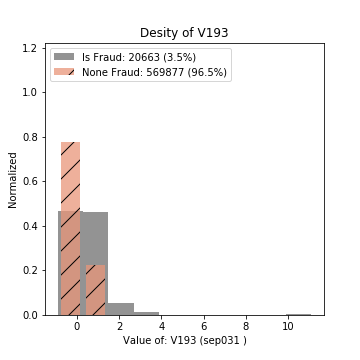 Desity of V193
Is Fraud: 20663 (3.5%)
None Fraud: 569877 (96.5%)
Normalized
1.2
1.0
0.8
0.6
0.4
0.2
0.0
0 2 4 6 8 10
Value of: V193 (sep031 )